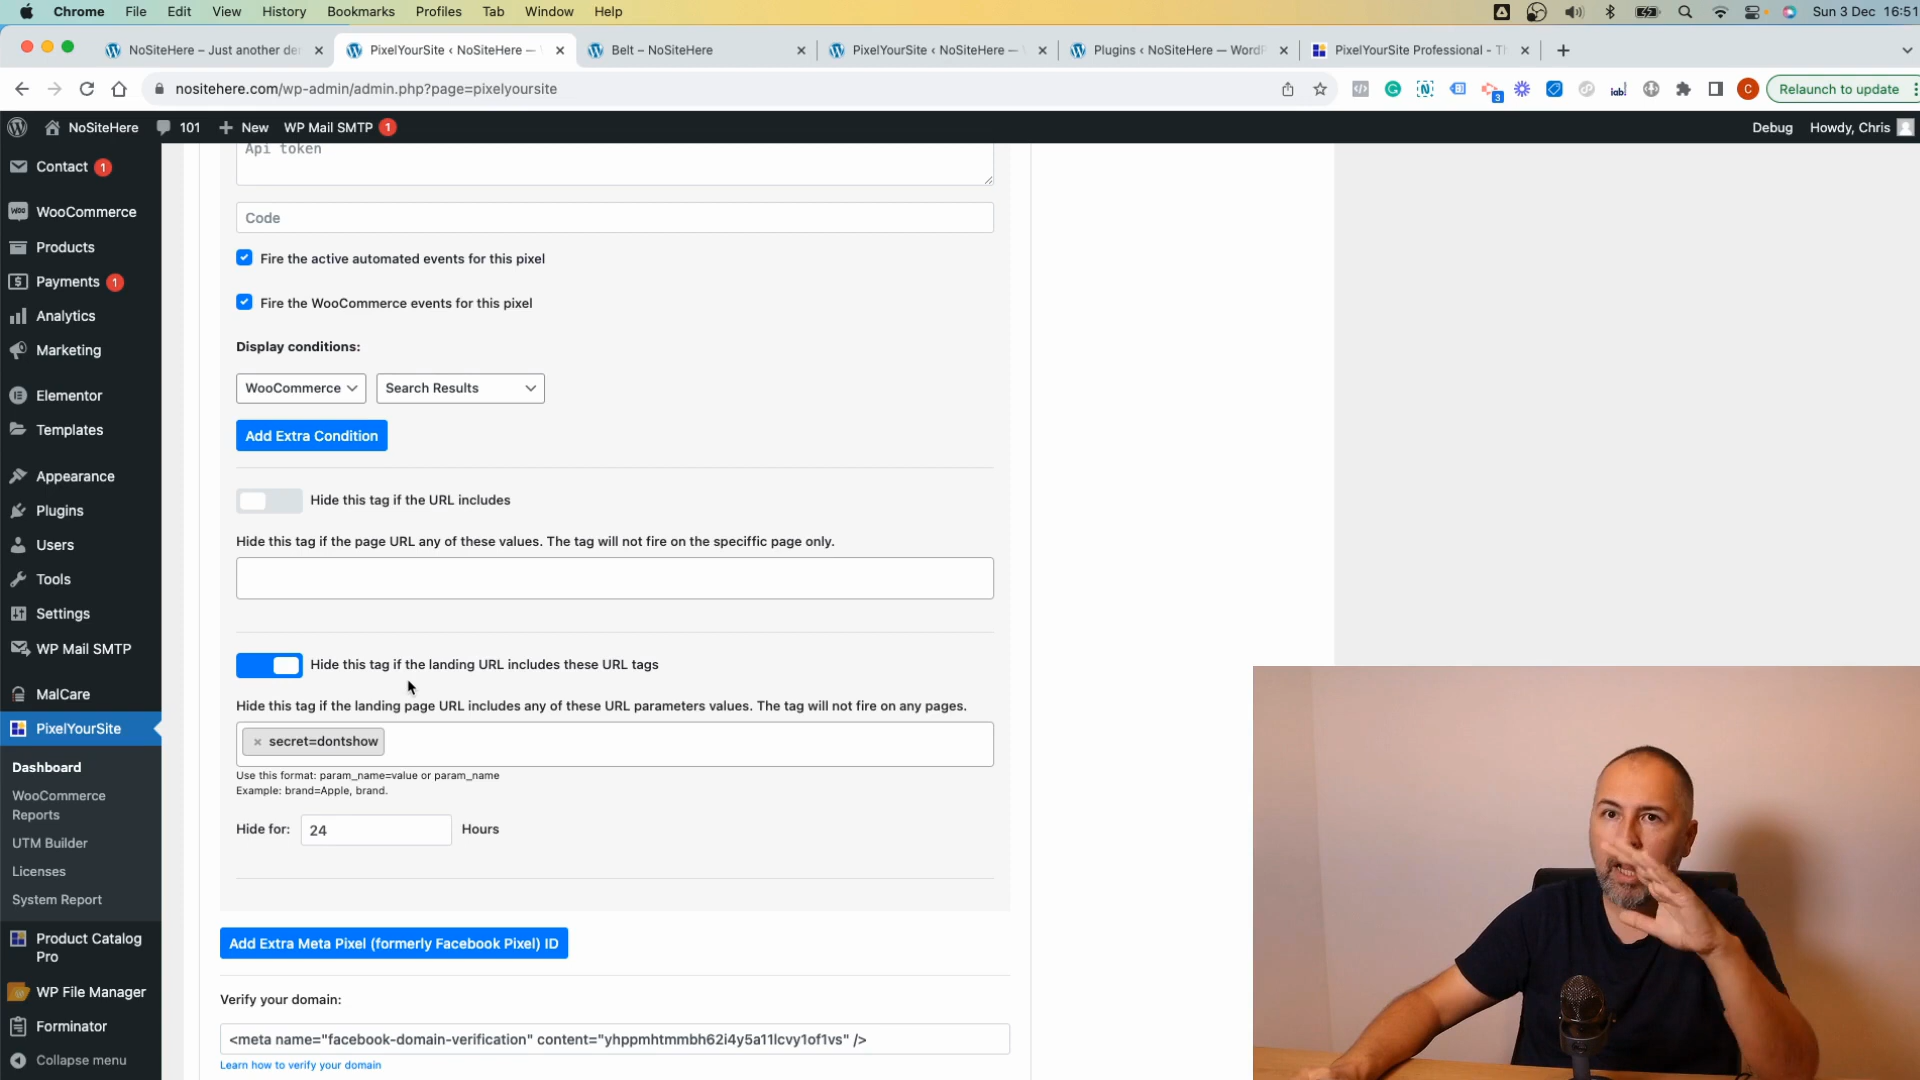 Chrome File Edit View History Bookmarks Profiles Tab Window Help Sun 3 Dec 16:51
NoSiteHere – Just another der
PixelYourSite ‹ NoSiteHere —
Belt – NoSiteHere
PixelYourSite ‹ NoSiteHere —
Plugins ‹ NoSiteHere — WordP
PixelYourSite Professional - Th
nositehere.com/wp-admin/admin.php?page=pixelyoursite
3
iab!
C
Relaunch to update
NoSiteHere 101 New WP Mail SMTP 1 Debug Howdy, Chris
Contact 1
WooCommerce
Products
Payments 1
Analytics
Marketing
Elementor
Templates
Appearance
Plugins
Users
Tools
Settings
WP Mail SMTP
MalCare
PixelYourSite
Dashboard
WooCommerce
Reports
UTM Builder
Licenses
System Report
Product Catalog
Pro
WP File Manager
Forminator
Collapse menu
Api token
Code
Fire the active automated events for this pixel
Fire the WooCommerce events for this pixel
Display conditions:
WooCommerce Search Results
Add Extra Condition
Hide this tag if the URL includes
Hide this tag if the page URL any of these values. The tag will not fire on the speciffic page only.
Hide this tag if the landing URL includes these URL tags
Hide this tag if the landing page URL includes any of these URL parameters values. The tag will not fire on any pages.
× secret=dontshow
Use this format: param_name=value or param_name
Example: brand=Apple, brand.
Hide for: 24 Hours
Add Extra Meta Pixel (formerly Facebook Pixel) ID
Verify your domain:
<meta name="facebook-domain-verification" content="yhppmhtmmbh62i4y5a11lcvy1of1vs" />
Learn how to verify your domain